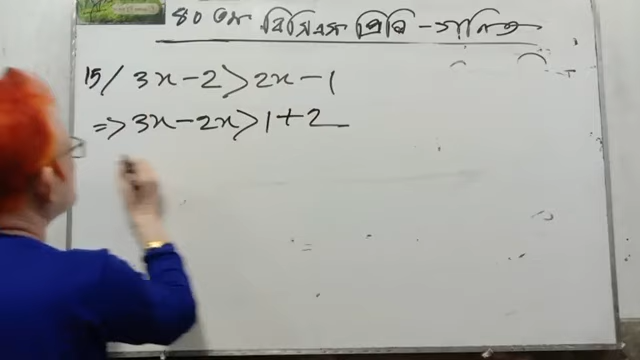 ৪০ তম বিসিএস প্রিলি - গণিত
15/ 3x - 2 > 2x - 1
=> 3x - 2x > 1 + 2